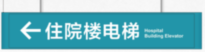 ←住院楼电梯
Hospital
Building Elevator